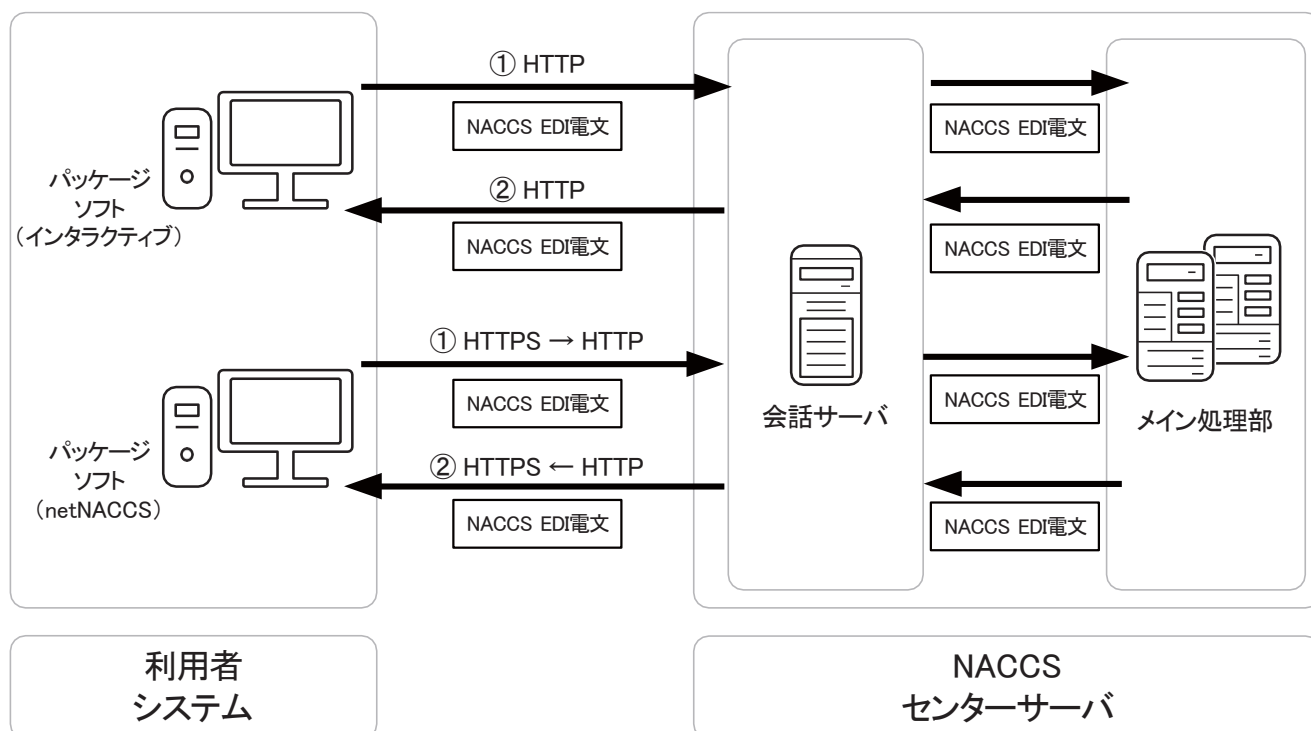 ① HTTP
NACCS EDI電文
NACCS EDI電文
パッケージ
ソフト
（インタラクティブ）
② HTTP
NACCS EDI電文
NACCS EDI電文
① HTTPS → HTTP
NACCS EDI電文
NACCS EDI電文
会話サーバ
メイン処理部
パッケージ
ソフト
（netNACCS）
② HTTPS ← HTTP
NACCS EDI電文
NACCS EDI電文
利用者
システム
NACCS
センターサーバ